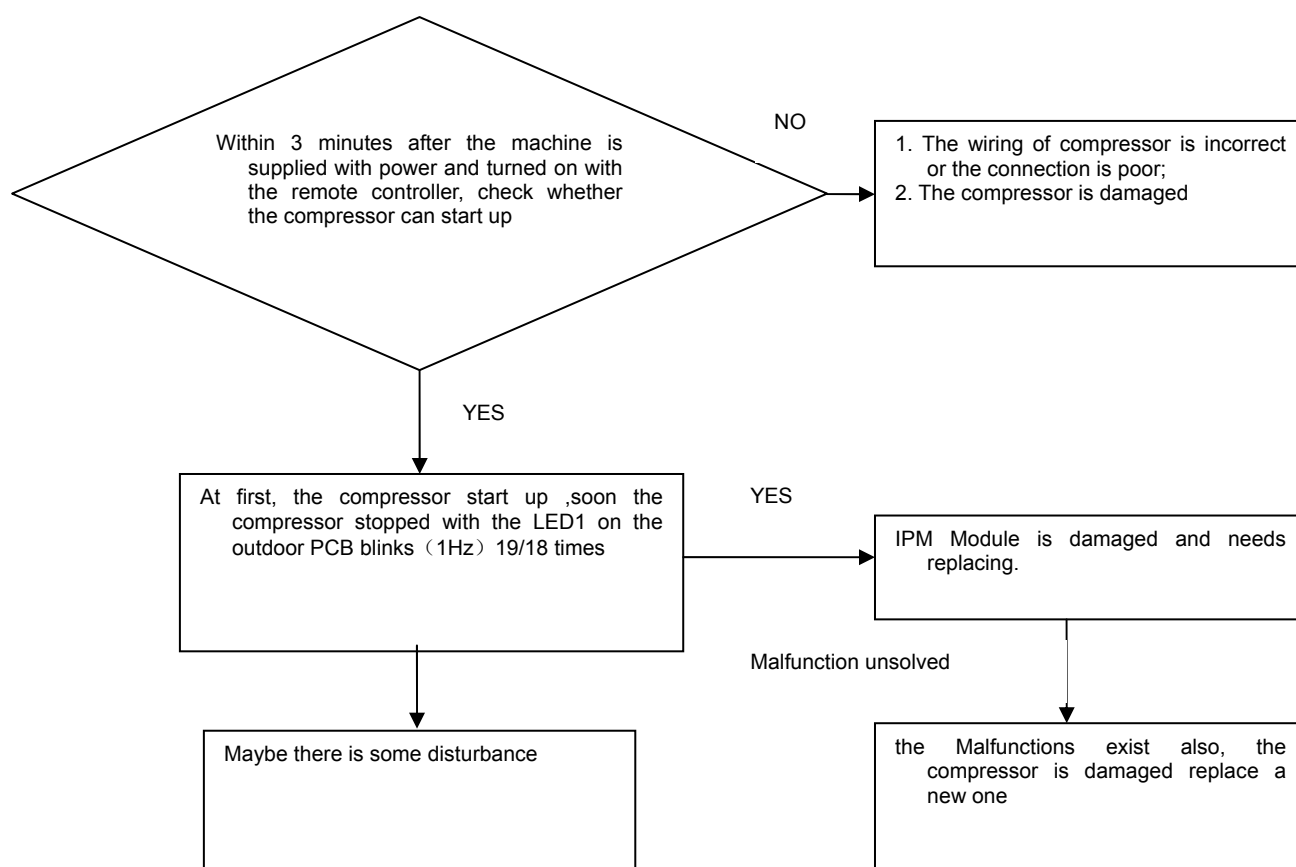 Within 3 minutes after the machine is
supplied with power and turned on with
the remote controller, check whether
the compressor can start up
NO
1. The wiring of compressor is incorrect
or the connection is poor;
2. The compressor is damaged
YES
At first, the compressor start up ,soon the
compressor stopped with the LED1 on the
outdoor PCB blinks（1Hz）19/18 times
YES
IPM Module is damaged and needs
replacing.
Malfunction unsolved
Maybe there is some disturbance
the Malfunctions exist also, the
compressor is damaged replace a
new one